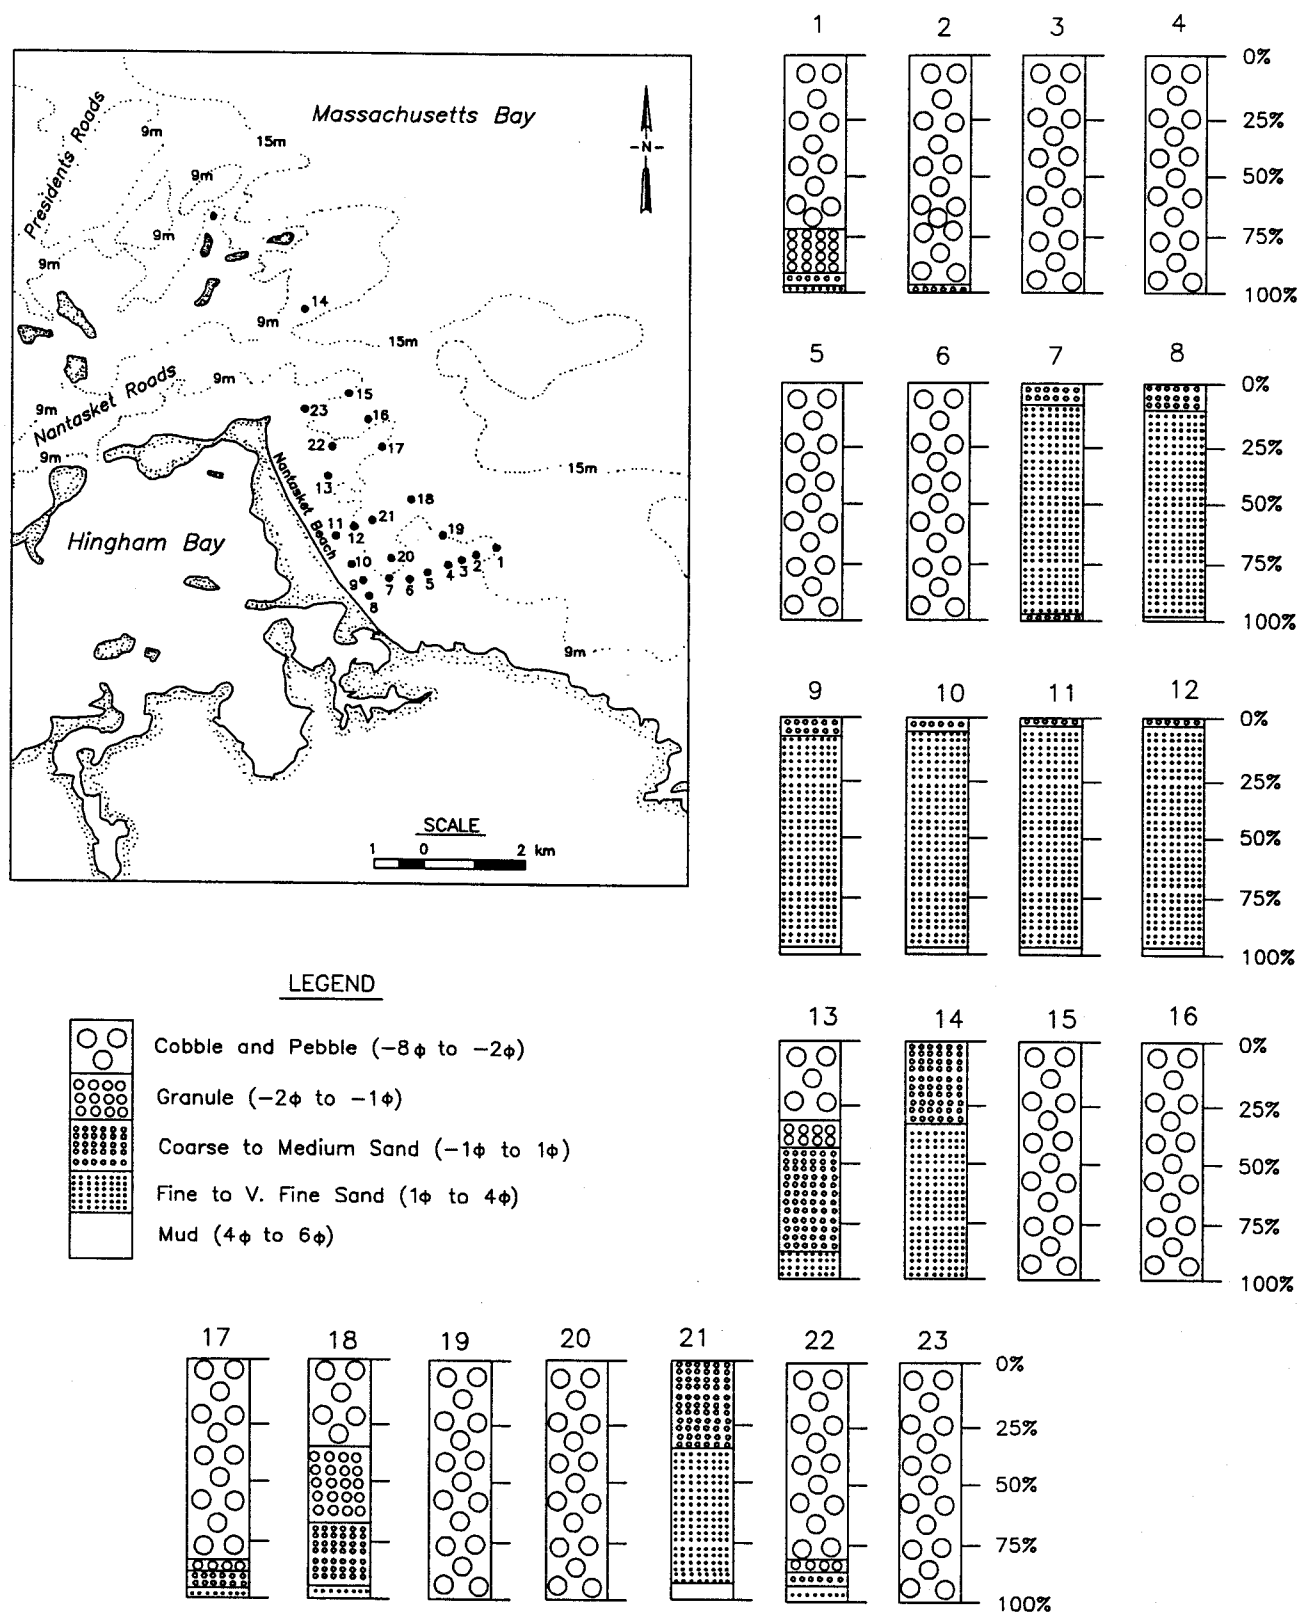 1 2 3 4
0%
25%
50%
75%
100%
Massachusetts Bay
Presidents Roads
9m
15m
-N-
9m
9m
9m
14
9m
15m
Nantasket Roads
9m
9m
9m
15
23
16
22
17
13
15m
Nantasket Beach
18
11
21
12
19
Hingham Bay
10
20
9
7
6
5
4
3
2
1
8
9m
SCALE
1 0 2 km
5 6 7 8
0%
25%
50%
75%
100%
9 10 11 12
0%
25%
50%
75%
100%
LEGEND
Cobble and Pebble (−8ϕ to −2ϕ)
Granule (−2ϕ to −1ϕ)
Coarse to Medium Sand (−1ϕ to 1ϕ)
Fine to V. Fine Sand (1ϕ to 4ϕ)
Mud (4ϕ to 6ϕ)
13 14 15 16
0%
25%
50%
75%
100%
17 18 19 20 21 22 23
0%
25%
50%
75%
100%